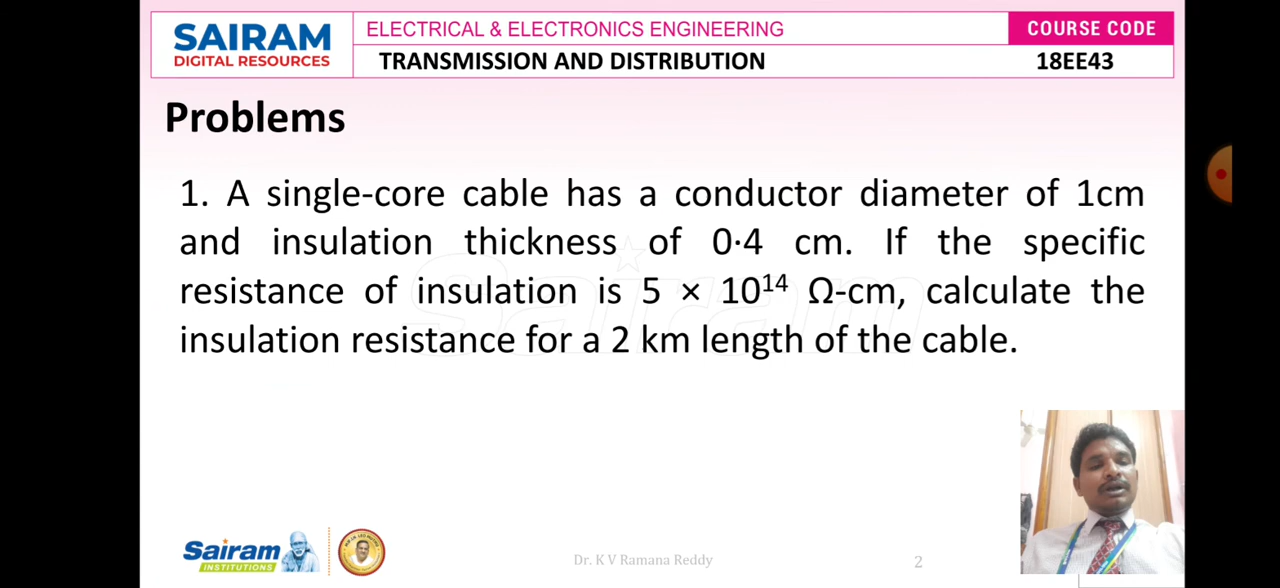 SAIRAM
DIGITAL RESOURCES
ELECTRICAL & ELECTRONICS ENGINEERING
COURSE CODE
TRANSMISSION AND DISTRIBUTION
18EE43
Problems
1. A single-core cable has a conductor diameter of 1cm
and insulation thickness of 0·4 cm. If the specific
resistance of insulation is 5 × 10¹⁴ Ω-cm, calculate the
insulation resistance for a 2 km length of the cable.
Sairam
Sairam
INSTITUTIONS
Dr. K V Ramana Reddy
2